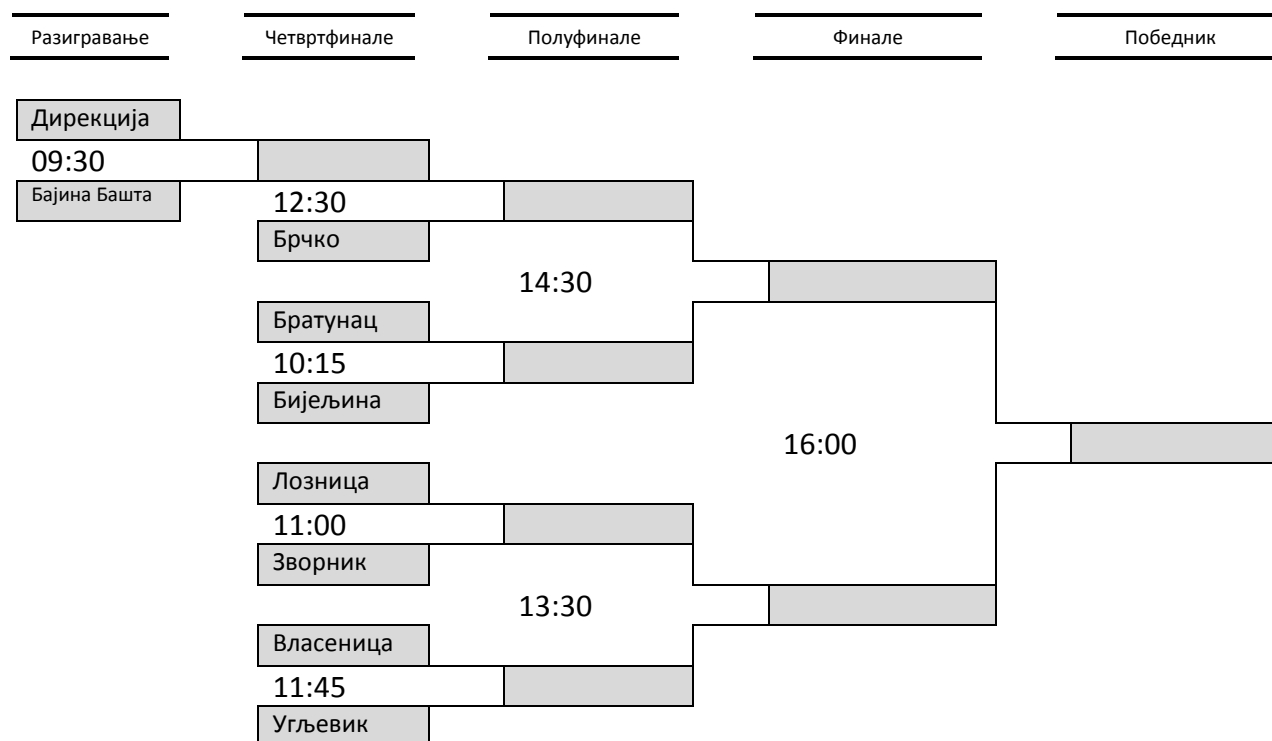 Разигравање
Четвртфинале
Полуфинале
Финале
Победник
Дирекција
09:30
Бајина Башта
12:30
Брчко
14:30
Братунац
10:15
Бијељина
16:00
Лозница
11:00
Зворник
13:30
Власеница
11:45
Угљевик